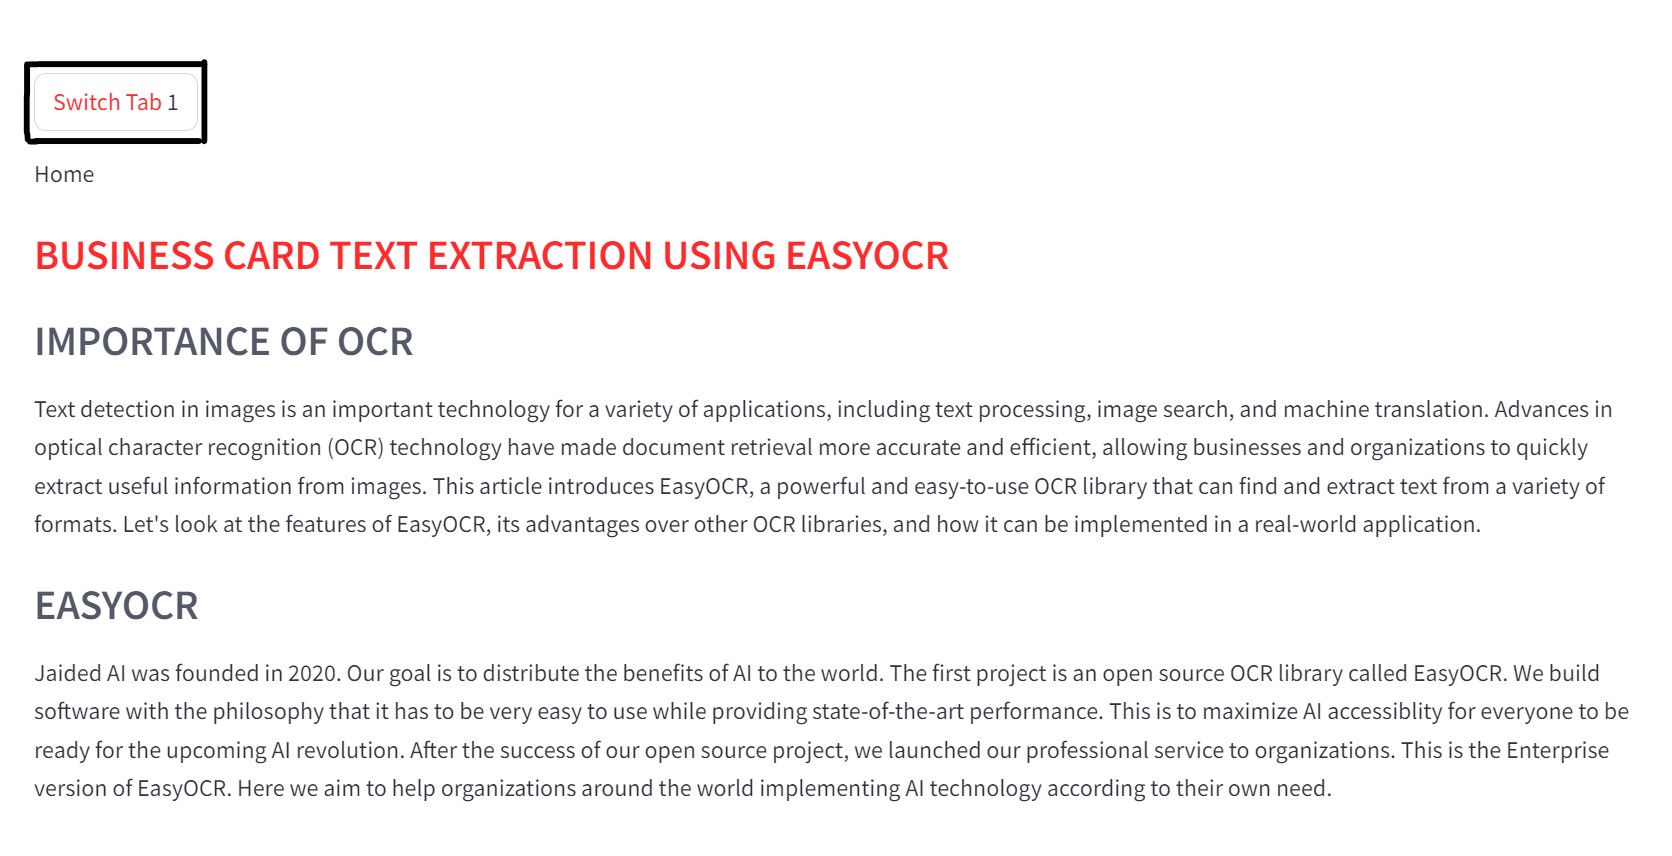 Switch Tab 1
Home
BUSINESS CARD TEXT EXTRACTION USING EASYOCR
IMPORTANCE OF OCR
Text detection in images is an important technology for a variety of applications, including text processing, image search, and machine translation. Advances in
optical character recognition (OCR) technology have made document retrieval more accurate and efficient, allowing businesses and organizations to quickly
extract useful information from images. This article introduces EasyOCR, a powerful and easy-to-use OCR library that can find and extract text from a variety of
formats. Let's look at the features of EasyOCR, its advantages over other OCR libraries, and how it can be implemented in a real-world application.
EASYOCR
Jaided AI was founded in 2020. Our goal is to distribute the benefits of AI to the world. The first project is an open source OCR library called EasyOCR. We build
software with the philosophy that it has to be very easy to use while providing state-of-the-art performance. This is to maximize AI accessiblity for everyone to be
ready for the upcoming AI revolution. After the success of our open source project, we launched our professional service to organizations. This is the Enterprise
version of EasyOCR. Here we aim to help organizations around the world implementing AI technology according to their own need.